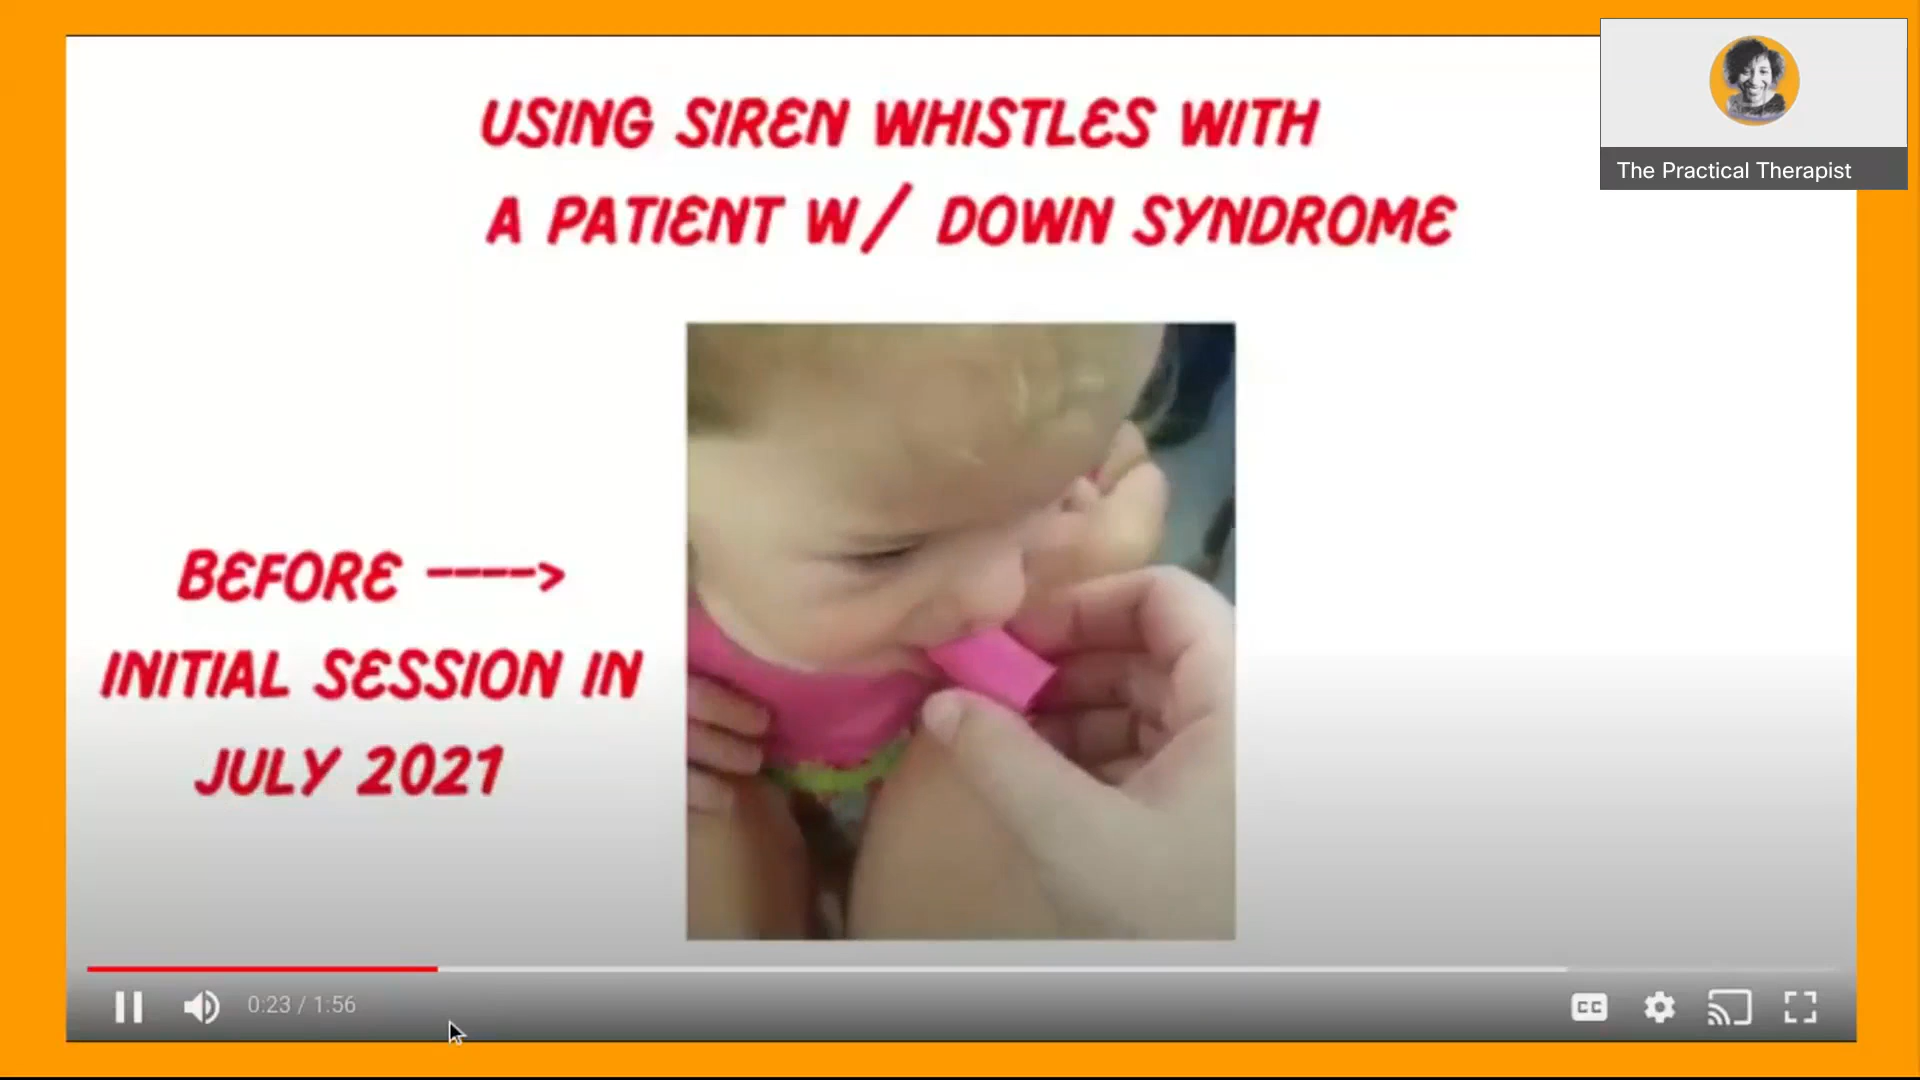 USING SIREN WHISTLES WITH
A PATIENT W/ DOWN SYNDROME
The Practical Therapist
BEFORE ---->
INITIAL SESSION IN
JULY 2021
0:23 / 1:56
CC